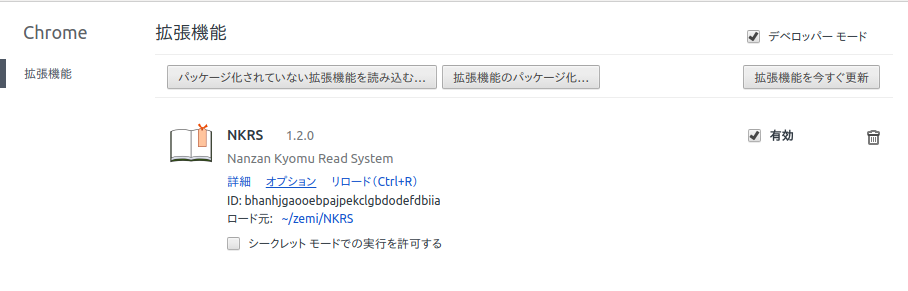 Chrome
拡張機能
デベロッパー モード
拡張機能
パッケージ化されていない拡張機能を読み込む... 拡張機能のパッケージ化... 拡張機能を今すぐ更新
NKRS 1.2.0
有効
Nanzan Kyomu Read System
詳細 オプション リロード（Ctrl+R）
ID: bhanhjgaooebpajpekclgbdodefdbiia
ロード元: ~/zemi/NKRS
シークレット モードでの実行を許可する